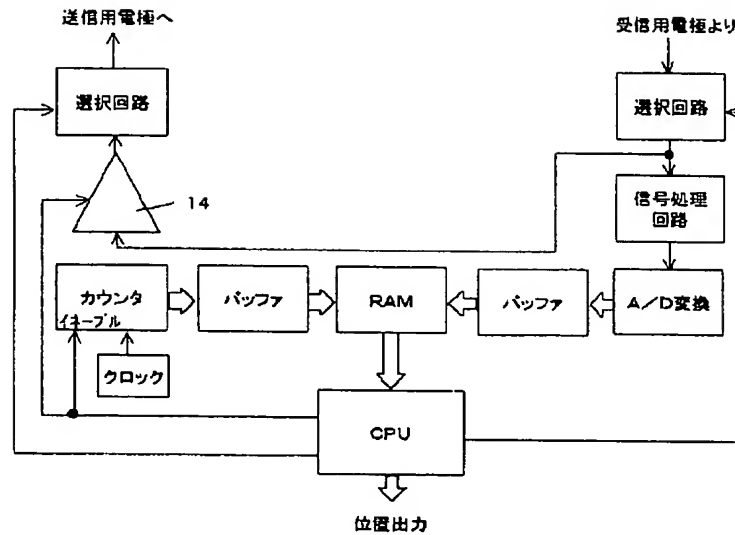 送信用電極へ
受信用電極より
選択回路
選択回路
14
信号処理
回路
カウンタ
イネーブル
バッファ
RAM
バッファ
A/D変換
クロック
CPU
位置出力